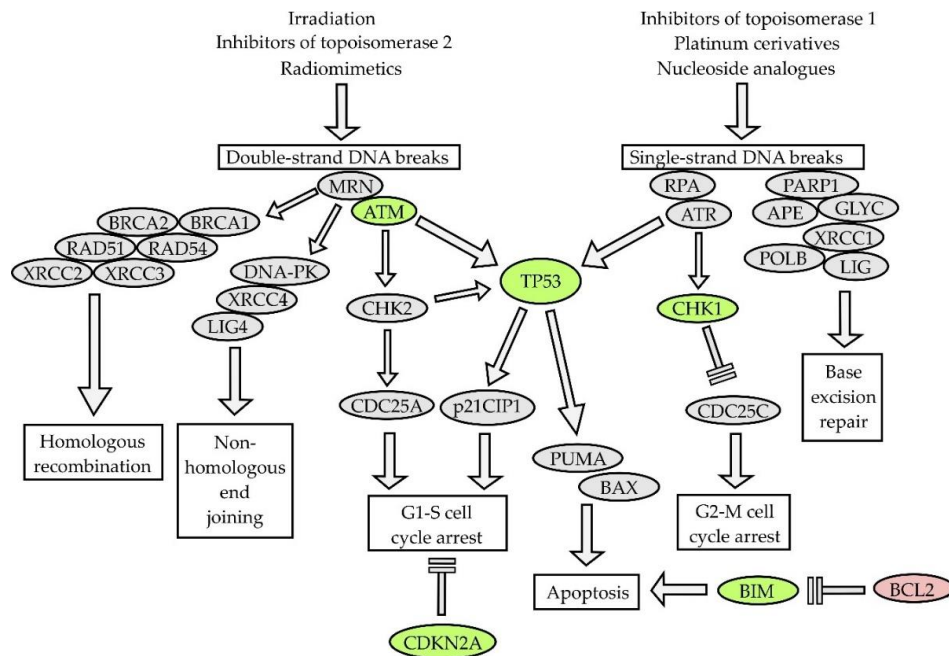 Irradiation
Inhibitors of topoisomerase 2
Radiomimetics
Inhibitors of topoisomerase 1
Platinum cerivatives
Nucleoside analogues
Double-strand DNA breaks
Single-strand DNA breaks
MRN
ATM
RPA
ATR
PARP1
APE
GLYC
XRCC1
POLB
LIG
BRCA2
BRCA1
RAD51
RAD54
XRCC2
XRCC3
DNA-PK
XRCC4
LIG4
CHK2
TP53
CHK1
CDC25A
p21CIP1
CDC25C
Base
excision
repair
Homologous
recombination
Non-
homologous
end
joining
PUMA
BAX
G1-S cell
cycle arrest
G2-M cell
cycle arrest
Apoptosis
BIM
BCL2
CDKN2A